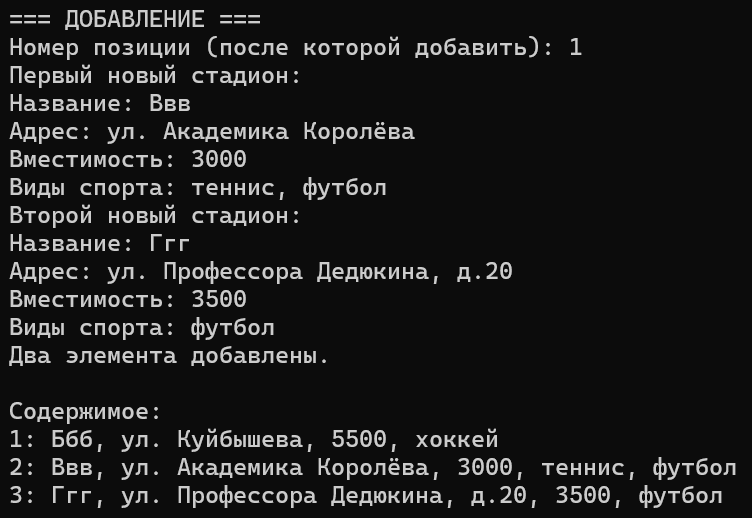 === ДОБАВЛЕНИЕ ===
Номер позиции (после которой добавить): 1
Первый новый стадион:
Название: Ввв
Адрес: ул. Академика Королёва
Вместимость: 3000
Виды спорта: теннис, футбол
Второй новый стадион:
Название: Ггг
Адрес: ул. Профессора Дедюкина, д.20
Вместимость: 3500
Виды спорта: футбол
Два элемента добавлены.
Содержимое:
1: Ббб, ул. Куйбышева, 5500, хоккей
2: Ввв, ул. Академика Королёва, 3000, теннис, футбол
3: Ггг, ул. Профессора Дедюкина, д.20, 3500, футбол